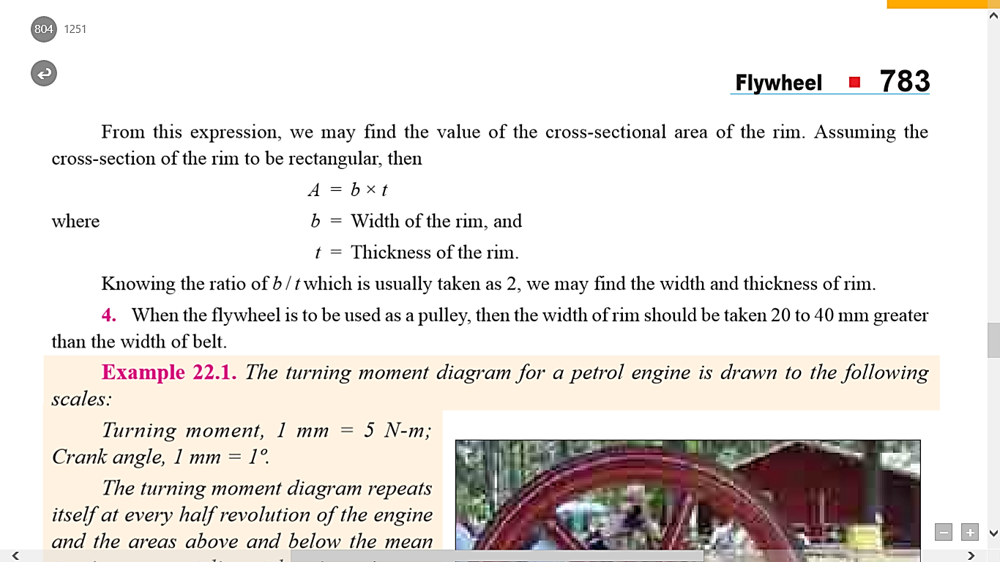 804 1251
Flywheel ■ 783
From this expression, we may find the value of the cross-sectional area of the rim. Assuming the
cross-section of the rim to be rectangular, then
A = b × t
where b = Width of the rim, and
t = Thickness of the rim.
Knowing the ratio of b / t which is usually taken as 2, we may find the width and thickness of rim.
4. When the flywheel is to be used as a pulley, then the width of rim should be taken 20 to 40 mm greater
than the width of belt.
Example 22.1. The turning moment diagram for a petrol engine is drawn to the following
scales:
Turning moment, 1 mm = 5 N-m;
Crank angle, 1 mm = 1º.
The turning moment diagram repeats
itself at every half revolution of the engine
and the areas above and below the mean